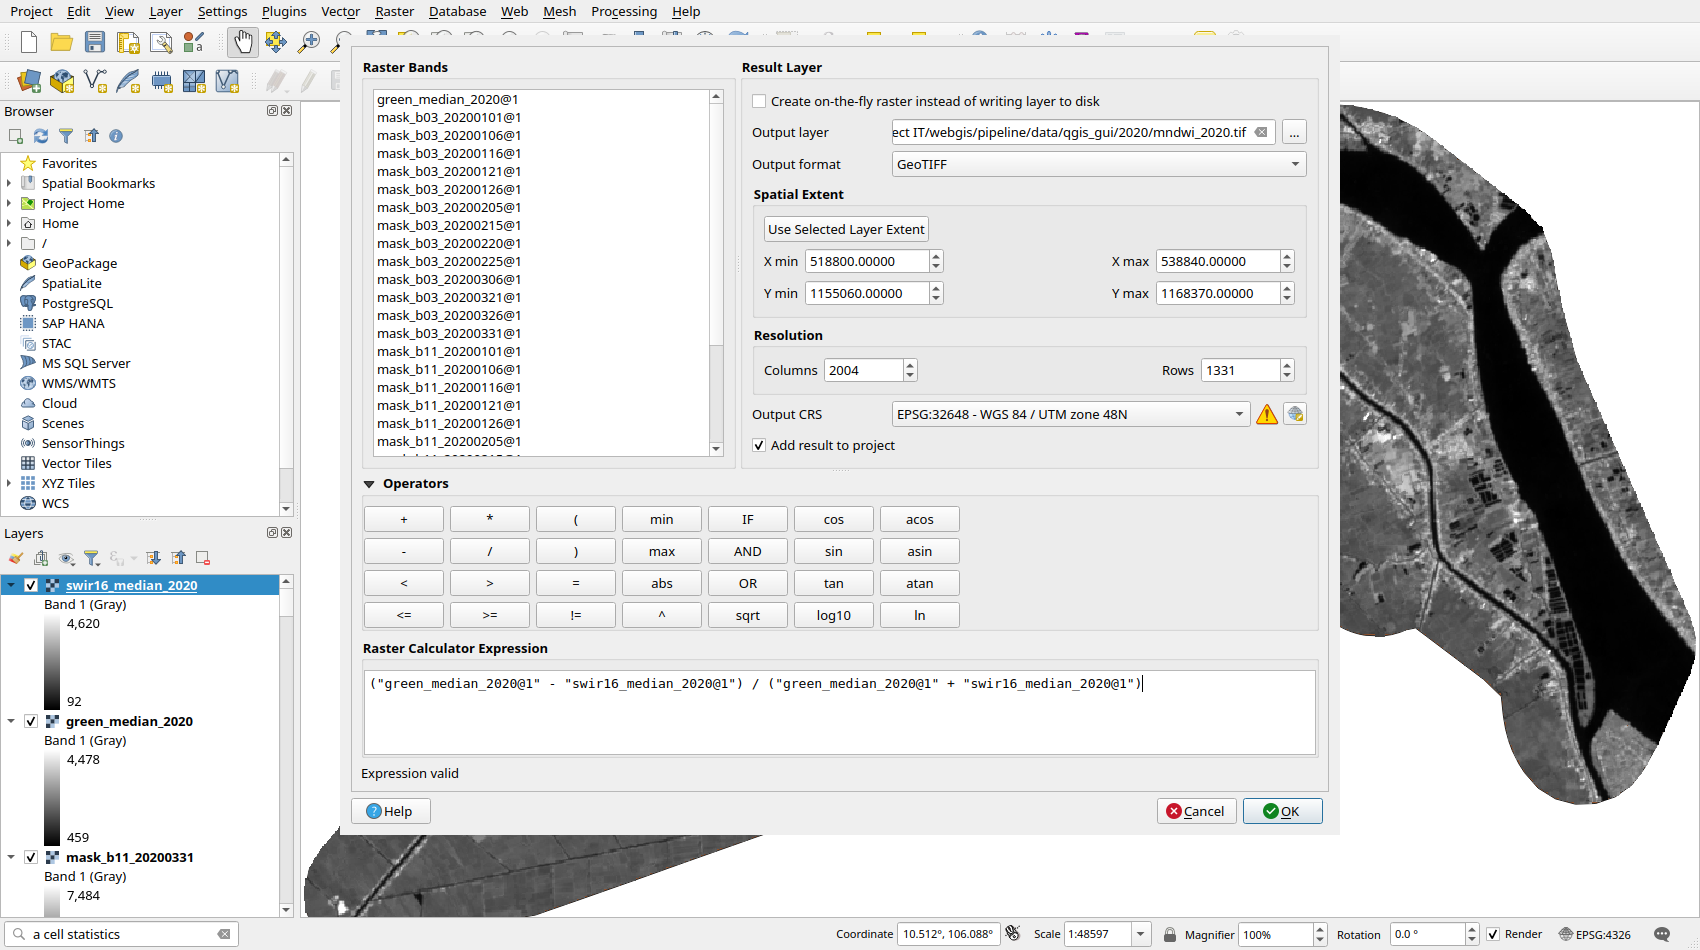 Project Edit View Layer Settings Plugins Vector Raster Database Web Mesh Processing Help
Browser
Favorites
Spatial Bookmarks
Project Home
Home
/
GeoPackage
SpatiaLite
PostgreSQL
SAP HANA
STAC
MS SQL Server
WMS/WMTS
Cloud
Scenes
SensorThings
Vector Tiles
XYZ Tiles
WCS
Layers
swir16_median_2020
Band 1 (Gray)
4,620
92
green_median_2020
Band 1 (Gray)
4,478
459
mask_b11_20200331
Band 1 (Gray)
7,484
Raster Bands
green_median_2020@1
mask_b03_20200101@1
mask_b03_20200106@1
mask_b03_20200116@1
mask_b03_20200121@1
mask_b03_20200126@1
mask_b03_20200205@1
mask_b03_20200215@1
mask_b03_20200220@1
mask_b03_20200225@1
mask_b03_20200306@1
mask_b03_20200321@1
mask_b03_20200326@1
mask_b03_20200331@1
mask_b11_20200101@1
mask_b11_20200106@1
mask_b11_20200116@1
mask_b11_20200121@1
mask_b11_20200126@1
mask_b11_20200205@1
Result Layer
Create on-the-fly raster instead of writing layer to disk
Output layer ect IT/webgis/pipeline/data/qgis_gui/2020/mndwi_2020.tif ...
Output format GeoTIFF
Spatial Extent
Use Selected Layer Extent
X min 518800.00000 X max 538840.00000
Y min 1155060.00000 Y max 1168370.00000
Resolution
Columns 2004 Rows 1331
Output CRS EPSG:32648 - WGS 84 / UTM zone 48N
Add result to project
Operators
+ * ( min IF cos acos
- / ) max AND sin asin
< > = abs OR tan atan
<= >= != ^ sqrt log10 ln
Raster Calculator Expression
("green_median_2020@1" - "swir16_median_2020@1") / ("green_median_2020@1" + "swir16_median_2020@1")
Expression valid
Help Cancel OK
a cell statistics Coordinate 10.512°, 106.088° Scale 1:48597 Magnifier 100% Rotation 0.0 ° Render EPSG:4326